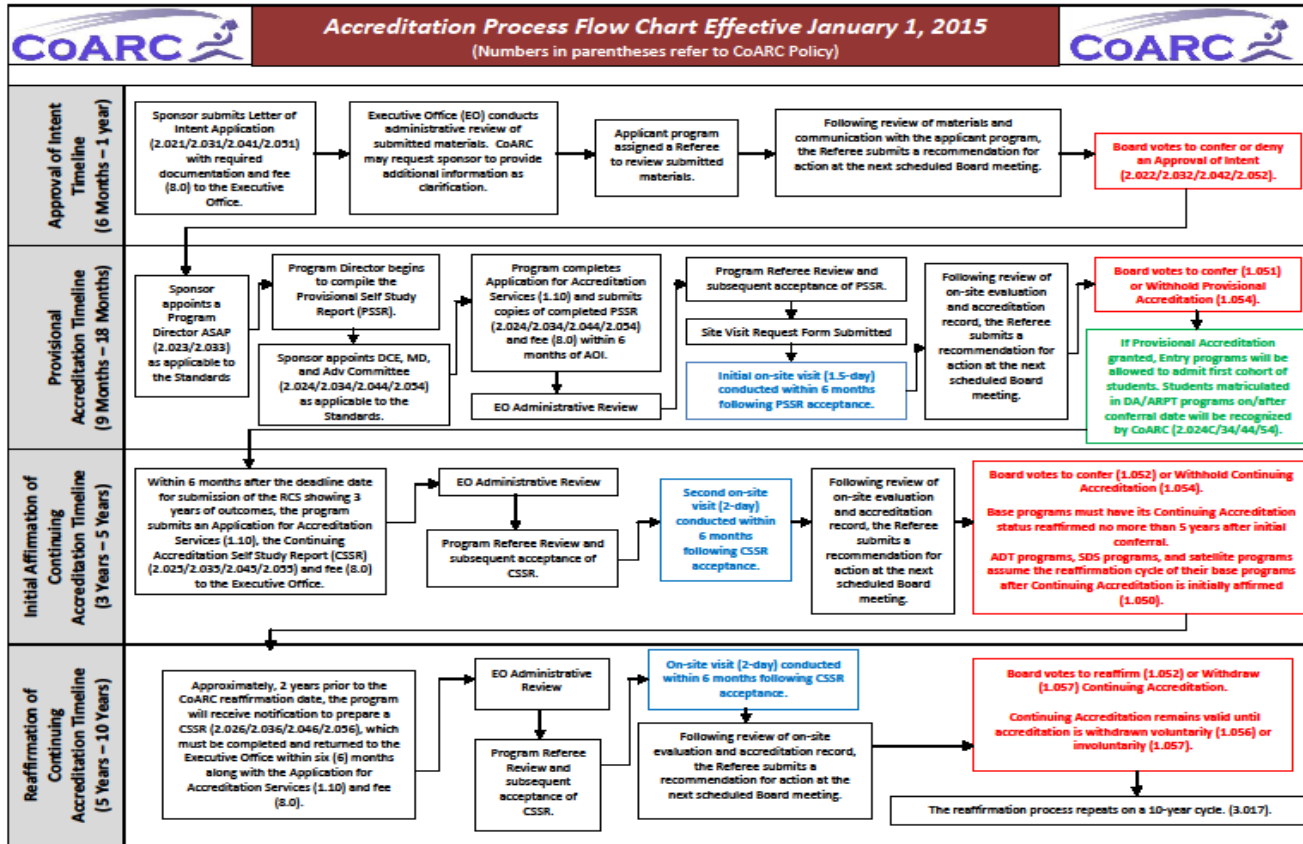 CoARC
Accreditation Process Flow Chart Effective January 1, 2015
(Numbers in parentheses refer to CoARC Policy)
CoARC
Approval of Intent
Timeline
(6 Months – 1 year)
Sponsor submits Letter of
Intent Application
(2.021/2.031/2.041/2.051)
with required
documentation and fee
(8.0) to the Executive
Office.
Executive Office (EO) conducts
administrative review of
submitted materials. CoARC
may request sponsor to provide
additional information as
clarification.
Applicant program
assigned a Referee
to review submitted
materials.
Following review of materials and
communication with the applicant program,
the Referee submits a recommendation for
action at the next scheduled Board meeting.
Board votes to confer or deny
an Approval of Intent
(2.022/2.032/2.042/2.052).
Provisional
Accreditation Timeline
(9 Months - 18 Months)
Sponsor
appoints a
Program
Director ASAP
(2.023/2.033)
as applicable to
the Standards
Program Director begins
to compile the
Provisional Self Study
Report (PSSR).
Sponsor appoints DCE, MD,
and Adv Committee
(2.024/2.034/2.044/2.054)
as applicable to the
Standards.
Program completes
Application for Accreditation
Services (1.10) and submits
copies of completed PSSR
(2.024/2.034/2.044/2.054)
and fee (8.0) within 6
months of AOI.
EO Administrative Review
Program Referee Review and
subsequent acceptance of PSSR.
Site Visit Request Form Submitted
Initial on-site visit (1.5-day)
conducted within 6 months
following PSSR acceptance.
Following review of
on-site evaluation
and accreditation
record, the Referee
submits a
recommendation for
action at the next
scheduled Board
meeting.
Board votes to confer (1.051)
or Withhold Provisional
Accreditation (1.054).
If Provisional Accreditation
granted, Entry programs will be
allowed to admit first cohort of
students. Students matriculated
in DA/ARPT programs on/after
conferral date will be recognized
by CoARC (2.024C/34/44/54).
Initial Affirmation of
Continuing
Accreditation Timeline
(3 Years – 5 Years)
Within 6 months after the deadline date
for submission of the RCS showing 3
years of outcomes, the program
submits an Application for Accreditation
Services (1.10), the Continuing
Accreditation Self Study Report (CSSR)
(2.025/2.035/2.045/2.055) and fee (8.0)
to the Executive Office.
EO Administrative Review
Program Referee Review and
subsequent acceptance of
CSSR.
Second on-site
visit (2-day)
conducted within
6 months
following CSSR
acceptance.
Following review of
on-site evaluation
and accreditation
record, the Referee
submits a
recommendation for
action at the next
scheduled Board
meeting.
Board votes to confer (1.052) or Withhold Continuing
Accreditation (1.054).
Base programs must have its Continuing Accreditation
status reaffirmed no more than 5 years after initial
conferral.
ADT programs, SDS programs, and satellite programs
assume the reaffirmation cycle of their base programs
after Continuing Accreditation is initially affirmed
(1.050).
Reaffirmation of
Continuing
Accreditation Timeline
(5 Years – 10 Years)
Approximately, 2 years prior to the
CoARC reaffirmation date, the program
will receive notification to prepare a
CSSR (2.026/2.036/2.046/2.056), which
must be completed and returned to the
Executive Office within six (6) months
along with the Application for
Accreditation Services (1.10) and fee
(8.0).
EO Administrative
Review
Program Referee
Review and
subsequent
acceptance of
CSSR.
On-site visit (2-day) conducted
within 6 months following CSSR
acceptance.
Following review of on-site
evaluation and accreditation record,
the Referee submits a
recommendation for action at the
next scheduled Board meeting.
Board votes to reaffirm (1.052) or Withdraw
(1.057) Continuing Accreditation.
Continuing Accreditation remains valid until
accreditation is withdrawn voluntarily (1.056) or
involuntarily (1.057).
The reaffirmation process repeats on a 10-year cycle. (3.017)